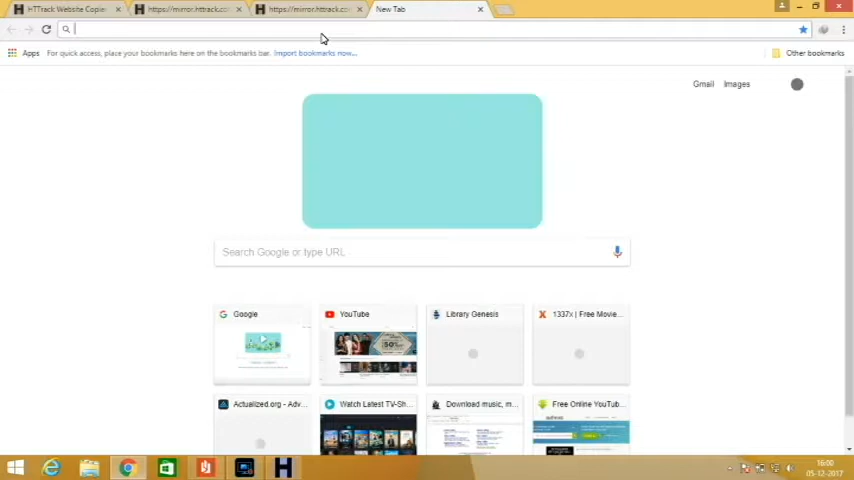 HTTrack Website Copie
https://mirror.httrack.co
https://mirror.httrack.co
New Tab
Apps
For quick access, place your bookmarks here on the bookmarks bar. Import bookmarks now...
Other bookmarks
Gmail
Images
Search Google or type URL
Google
YouTube
Library Genesis
1337x | Free Movie...
Actualized.org - Adv...
Watch Latest TV-Sh...
Download music, m...
Free Online YouTub...
16:00
05-12-2017